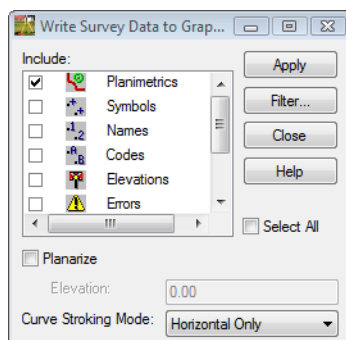 Write Survey Data to Grap...
Include:
Planimetrics
Symbols
Names
Codes
Elevations
Errors
Apply
Filter...
Close
Help
Select All
Planarize
Elevation: 0.00
Curve Stroking Mode: Horizontal Only